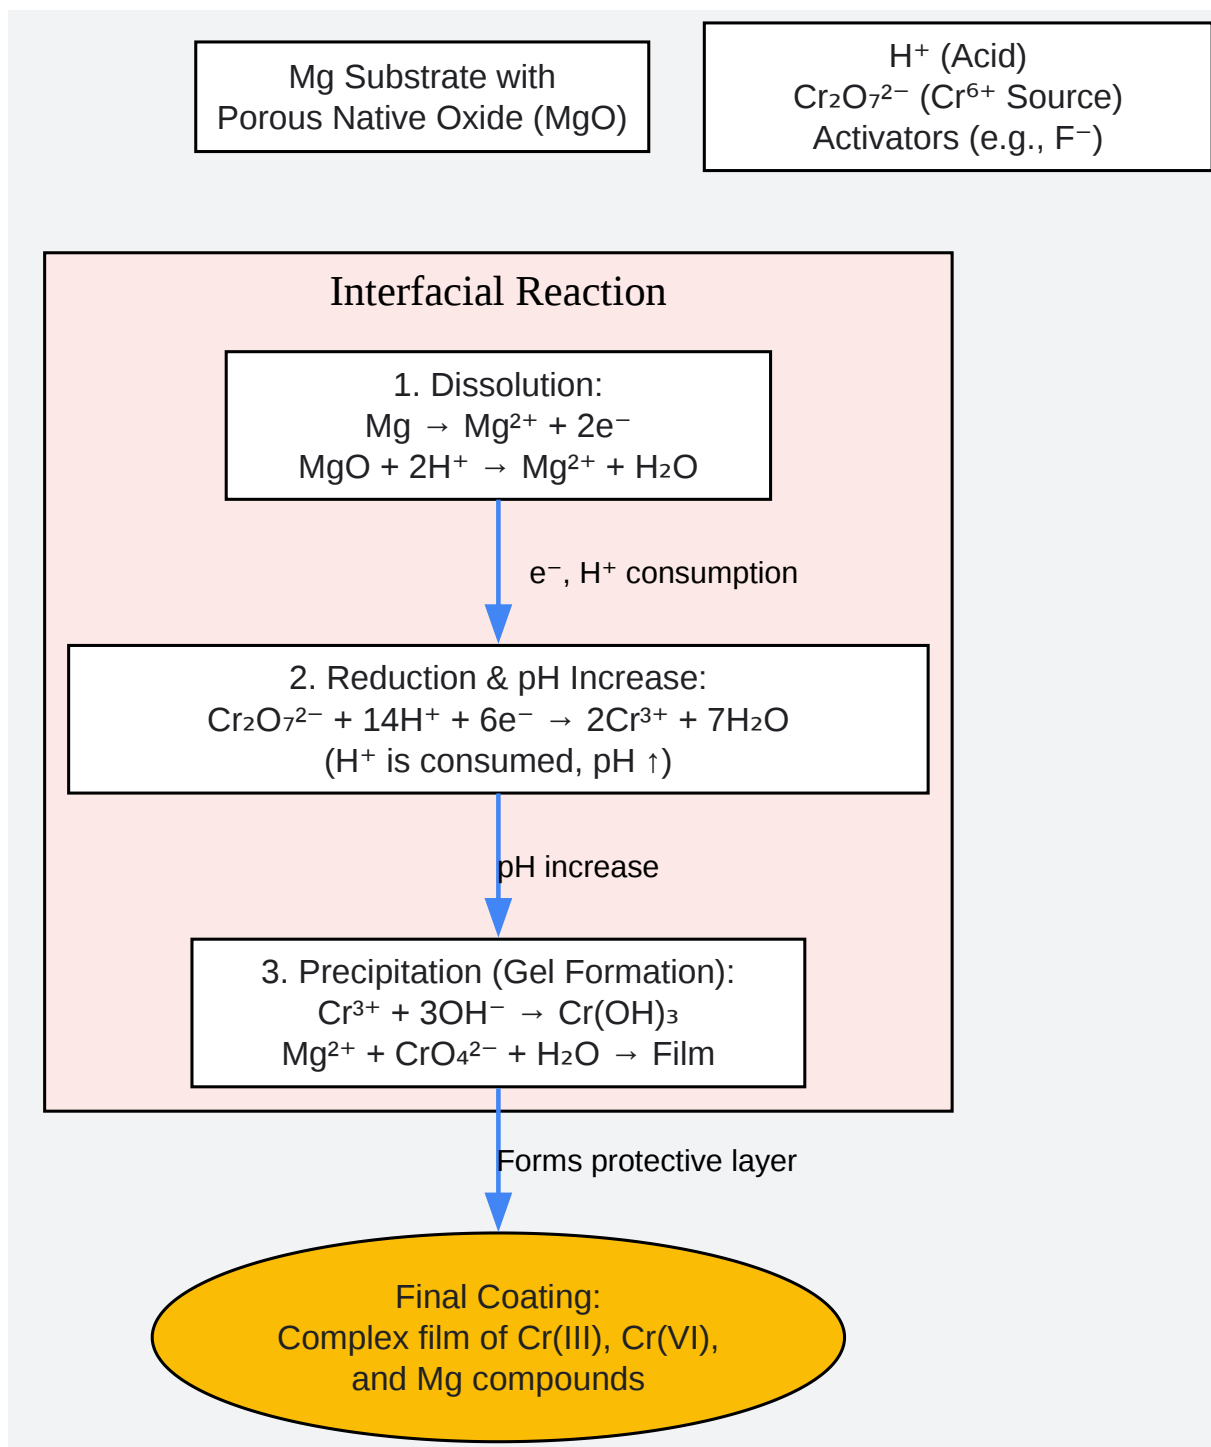 Mg Substrate with
Porous Native Oxide (MgO)
H⁺ (Acid)
Cr₂O₇²⁻ (Cr⁶⁺ Source)
Activators (e.g., F⁻)
Interfacial Reaction
1. Dissolution:
Mg → Mg²⁺ + 2e⁻
MgO + 2H⁺ → Mg²⁺ + H₂O
e⁻, H⁺ consumption
2. Reduction & pH Increase:
Cr₂O₇²⁻ + 14H⁺ + 6e⁻ → 2Cr³⁺ + 7H₂O
(H⁺ is consumed, pH ↑)
pH increase
3. Precipitation (Gel Formation):
Cr³⁺ + 3OH⁻ → Cr(OH)₃
Mg²⁺ + CrO₄²⁻ + H₂O → Film
Forms protective layer
Final Coating:
Complex film of Cr(III), Cr(VI),
and Mg compounds